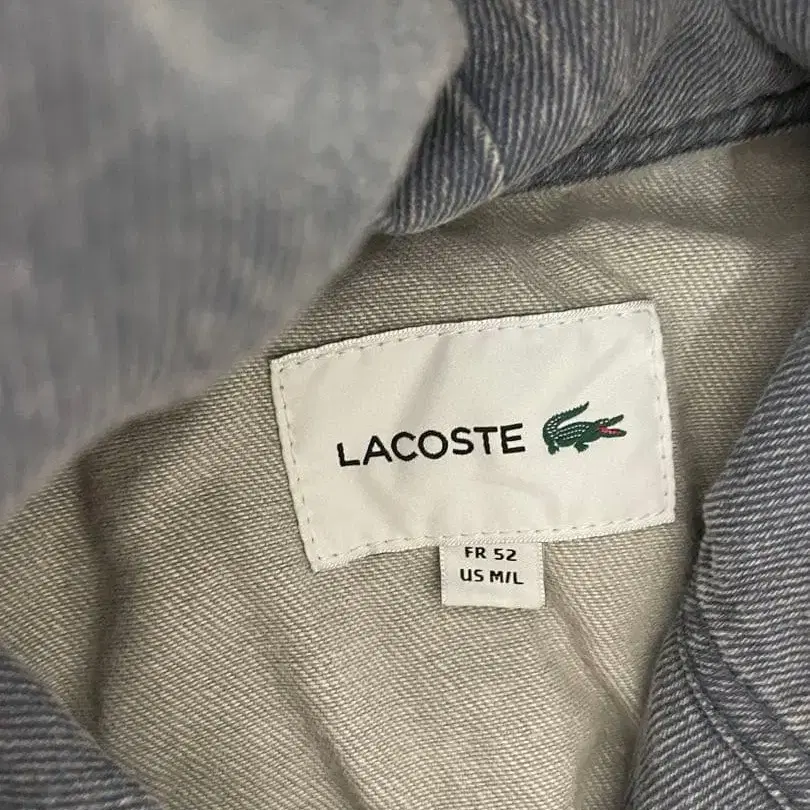 LACOSTE
FR 52
US M/L